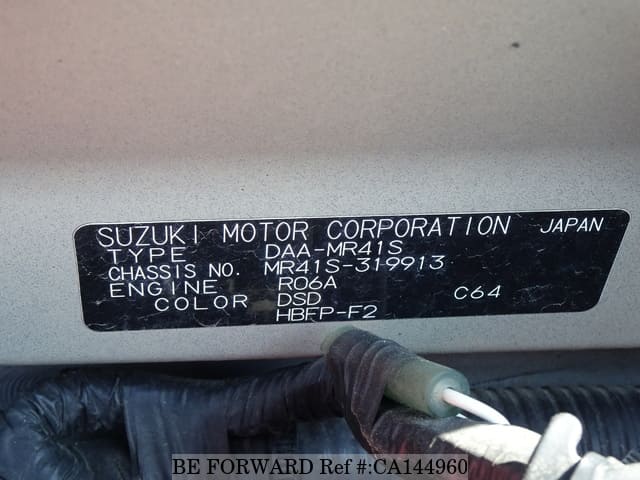 SUZUKI MOTOR CORPORATION JAPAN
TYPE DAA-MR41S
CHASSIS NO. MR41S-319913
ENGINE R06A
COLOR DSD C64
HBFP-F2
BE FORWARD Ref #:CA144960